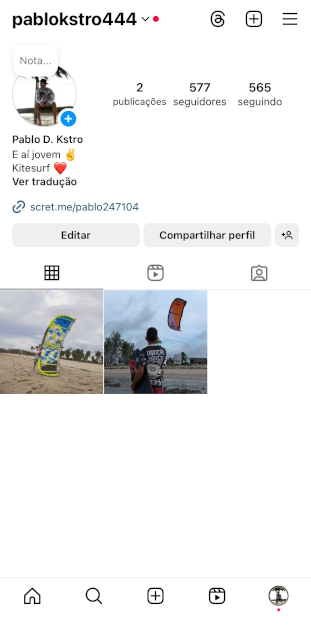 pablokstro444
Nota...
2
publicações
577
seguidores
565
seguindo
Pablo D. Kstro
E aí jovem ✌️
Kitesurf ❤️
Ver tradução
scret.me/pablo247104
Editar
Compartilhar perfil